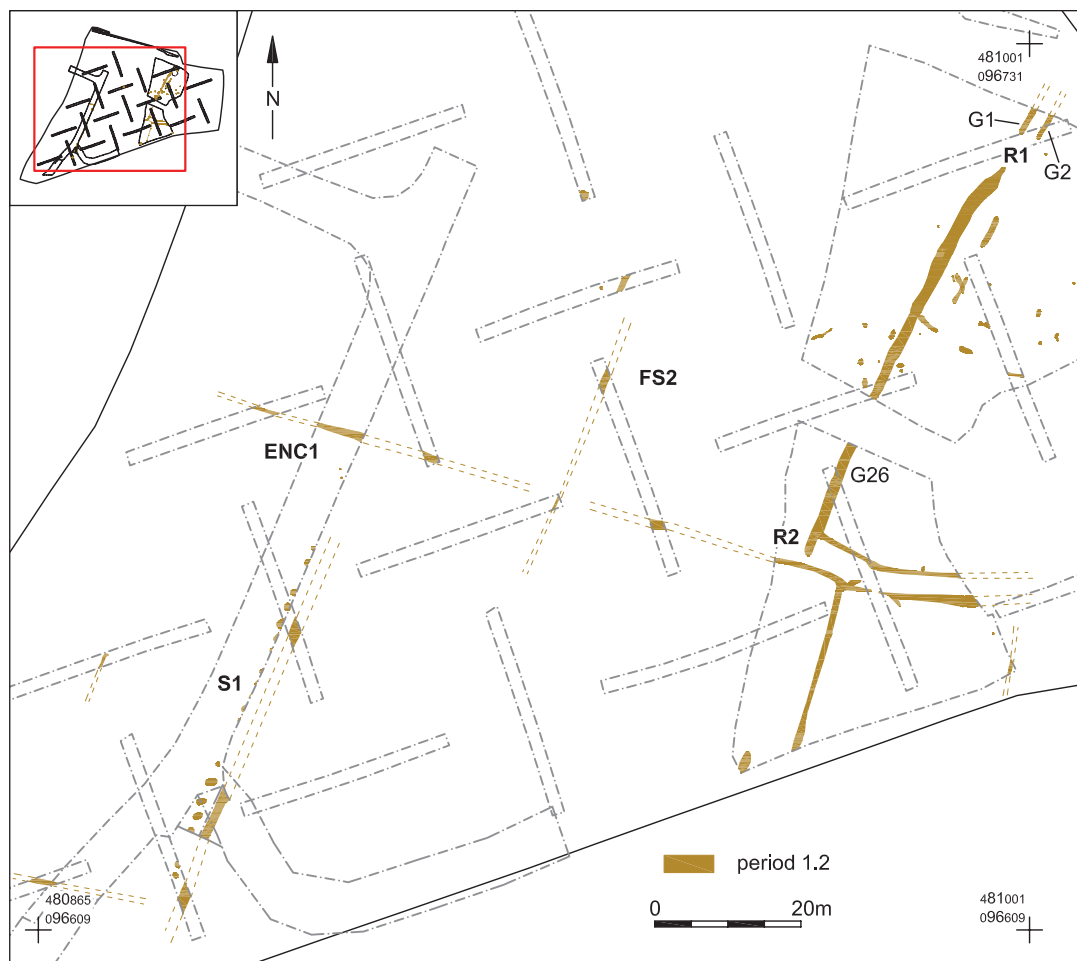 N
481001
096731
G1
R1
G2
FS2
ENC1
G26
R2
S1
period 1.2
0 20m
480865
096609
481001
096609